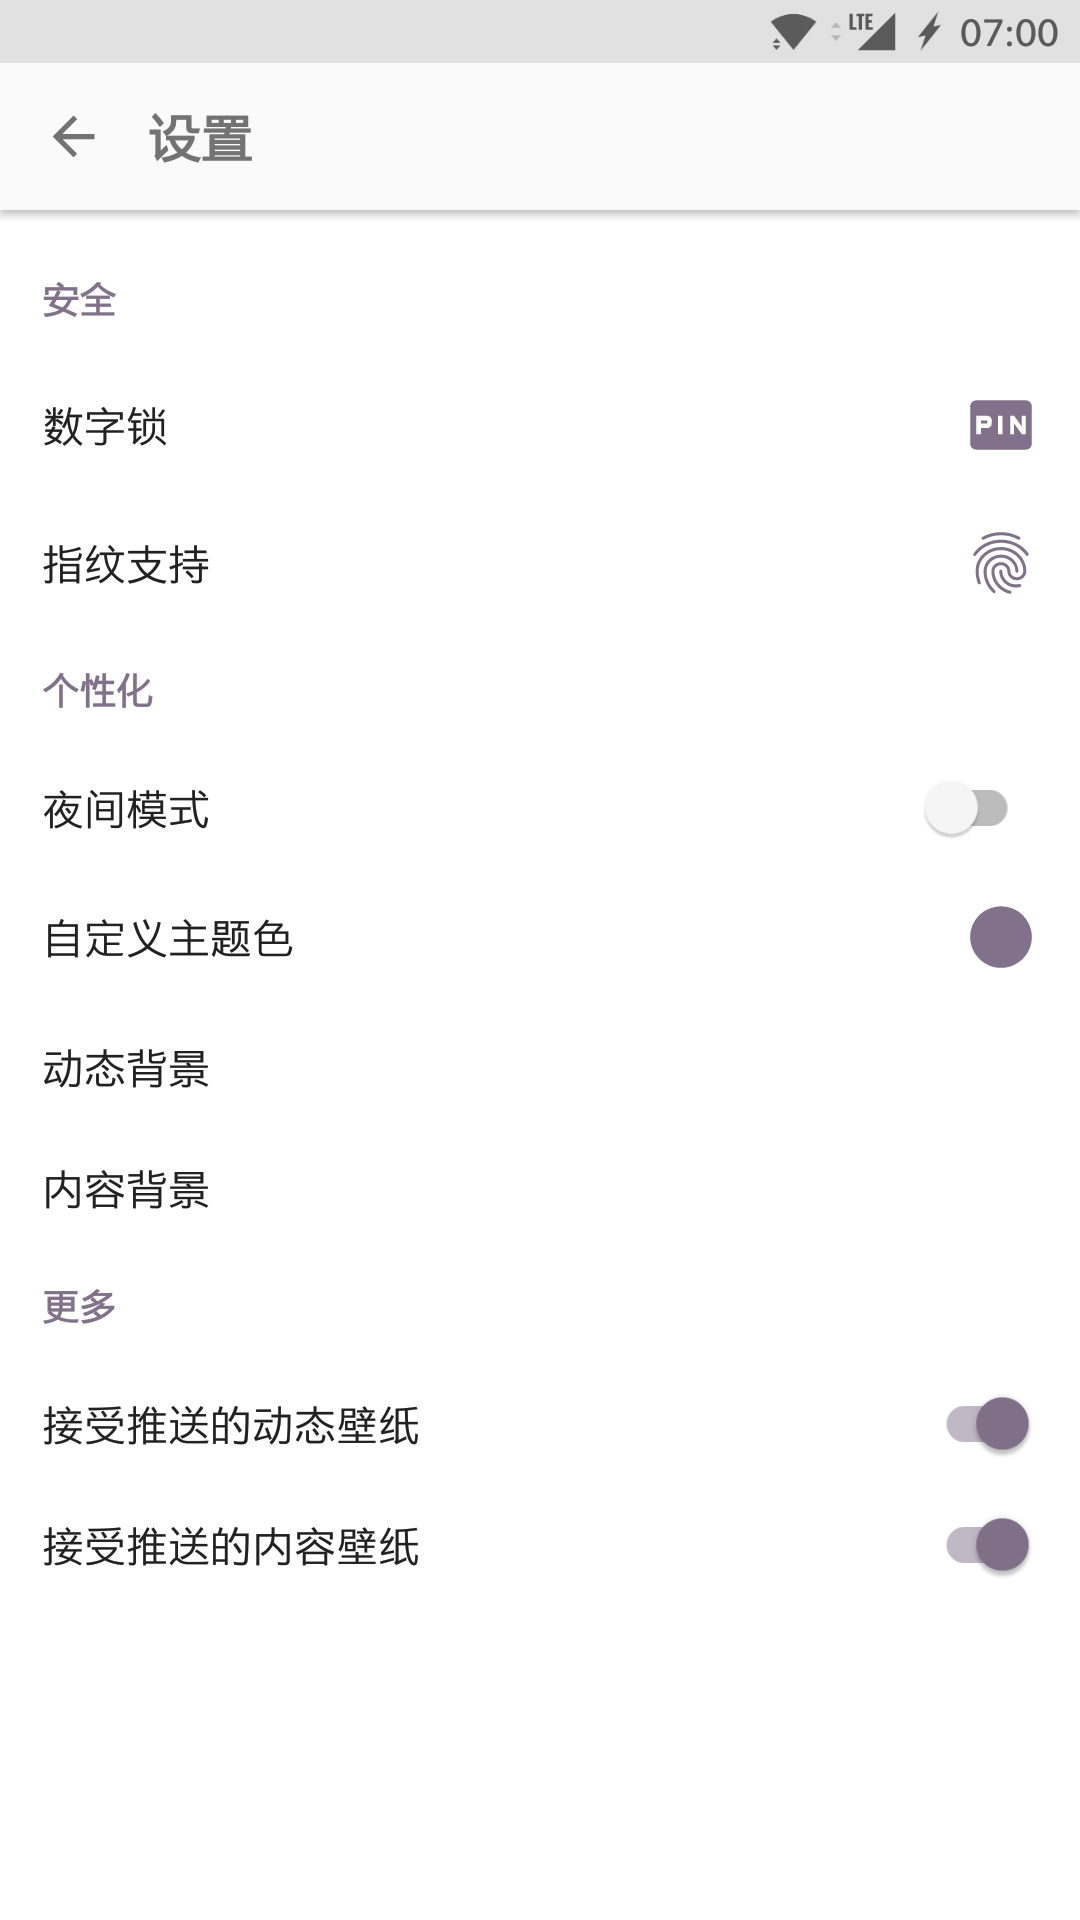 LTE 07:00
设置
安全
数字锁 PIN
指纹支持
个性化
夜间模式
自定义主题色
动态背景
内容背景
更多
接受推送的动态壁纸
接受推送的内容壁纸